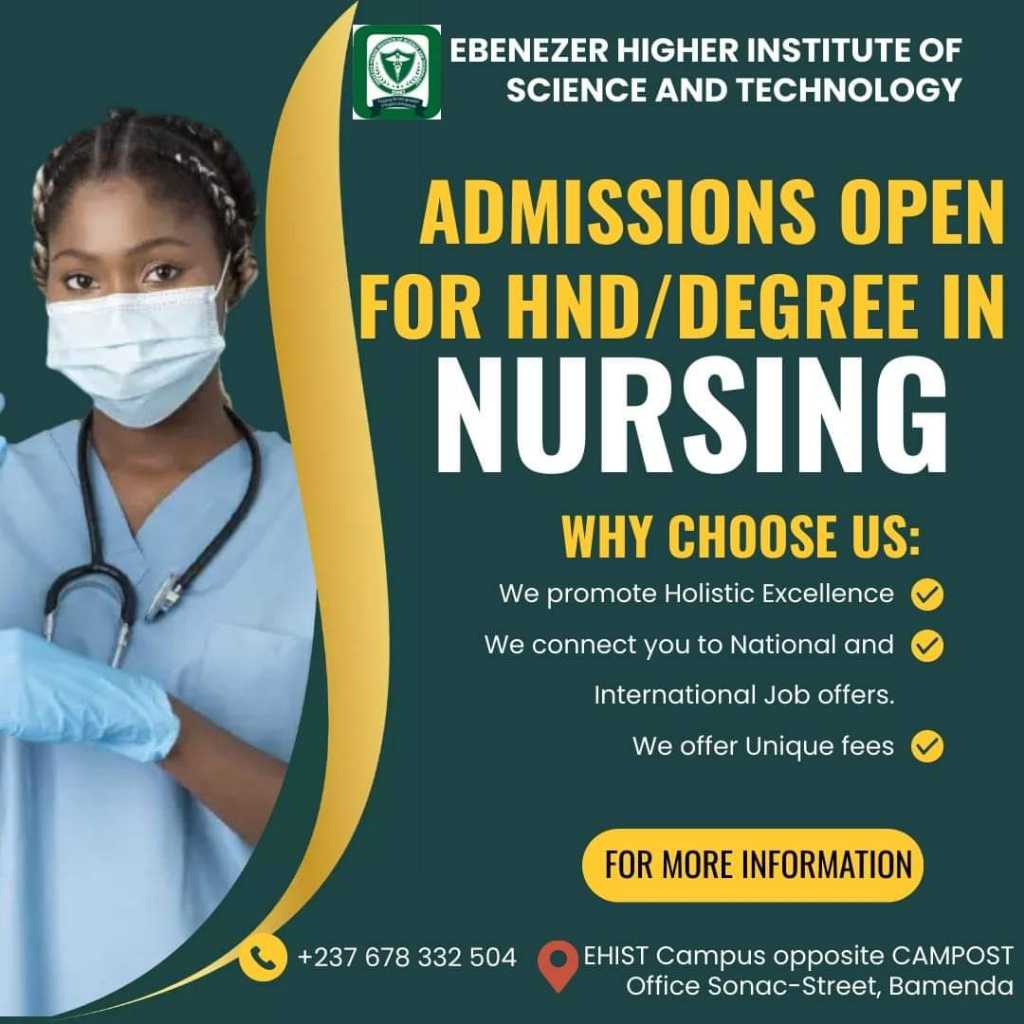 EBENEZER HIGHER INSTITUTE OF
SCIENCE AND TECHNOLOGY
ADMISSIONS OPEN
FOR HND/DEGREE IN
NURSING
WHY CHOOSE US:
We promote Holistic Excellence
We connect you to National and
International Job offers.
We offer Unique fees
FOR MORE INFORMATION
+237 678 332 504
EHIST Campus opposite CAMPOST
Office Sonac-Street, Bamenda